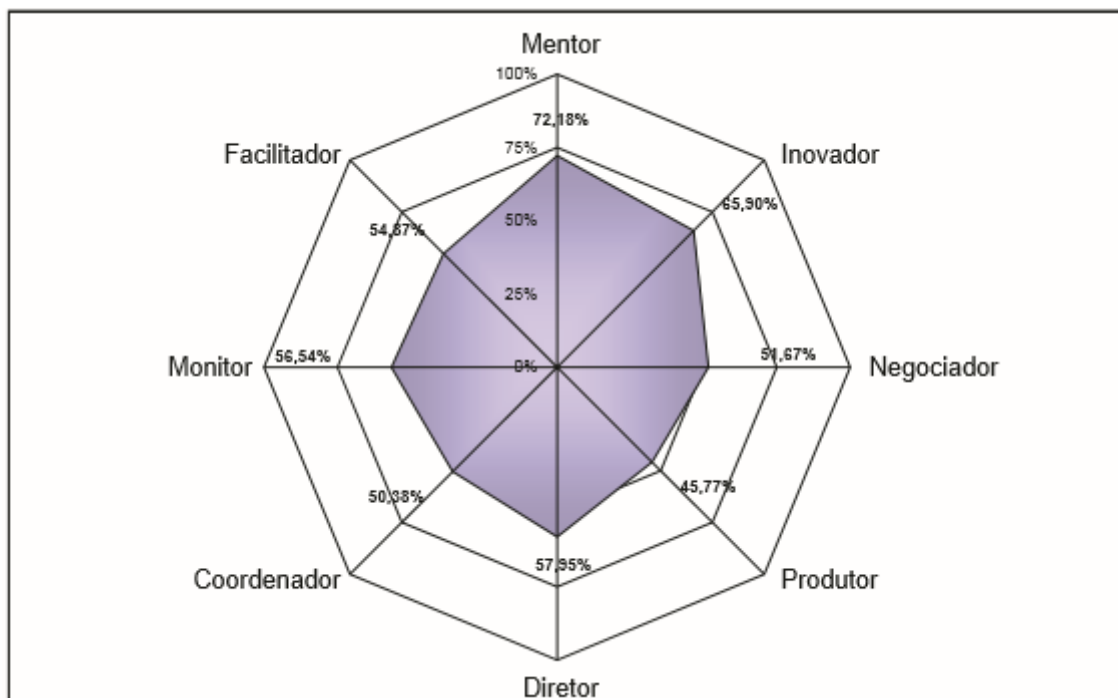 Mentor
100%
72,18%
75%
Facilitador
Inovador
65,90%
50%
54,87%
25%
Monitor
56,54%
0%
51,67%
Negociador
50,38%
45,77%
57,95%
Coordenador
Produtor
Diretor